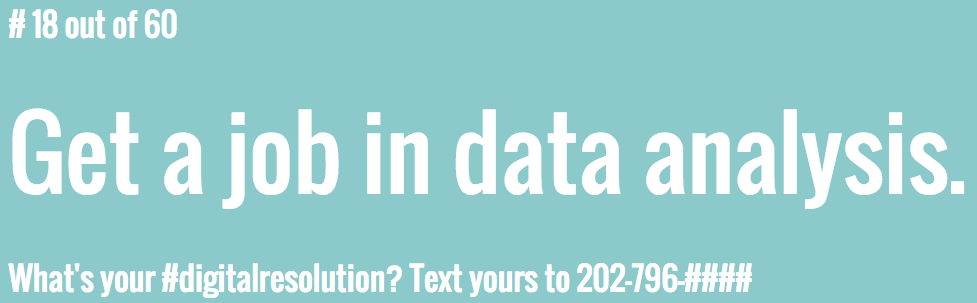 # 18 out of 60
Get a job in data analysis.
What's your #digitalresolution? Text yours to 202-796-####